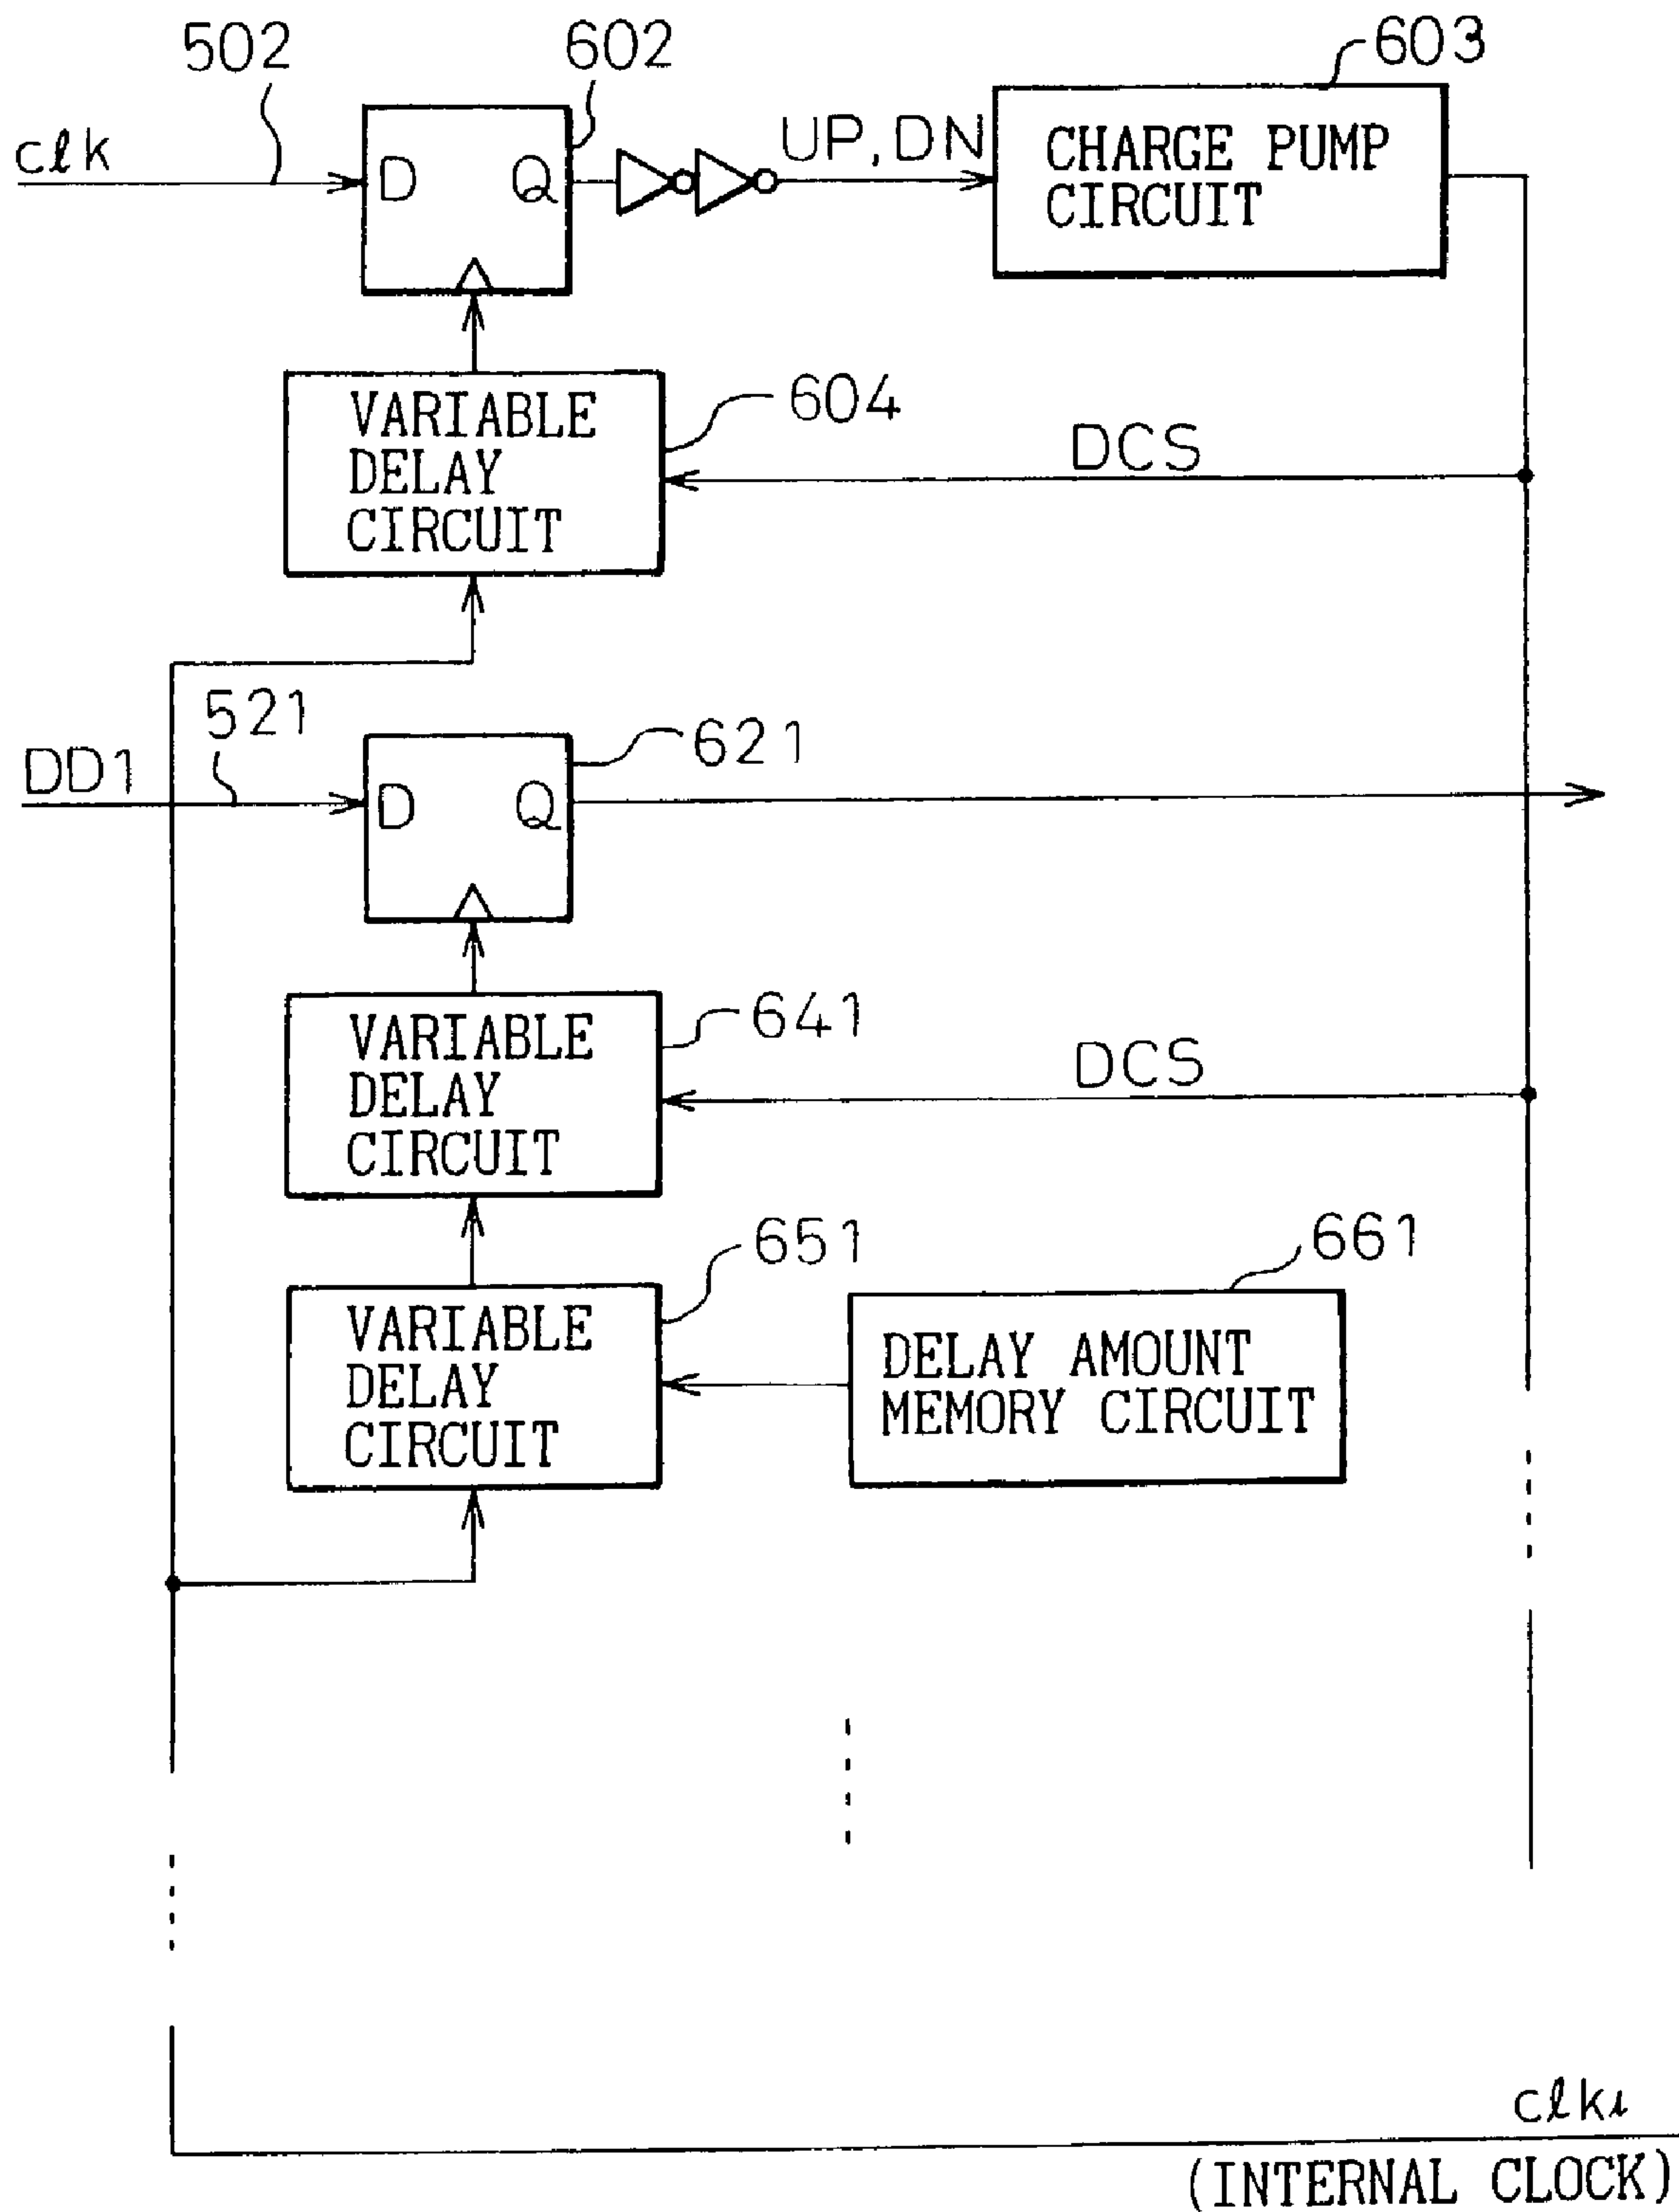 502
602
603
clk
D
Q
UP,DN
CHARGE PUMP
CIRCUIT
VARIABLE
DELAY
CIRCUIT
604
DCS
521
DD1
D
Q
621
VARIABLE
DELAY
CIRCUIT
641
DCS
VARIABLE
DELAY
CIRCUIT
651
661
DELAY AMOUNT
MEMORY CIRCUIT
clki
(INTERNAL CLOCK)